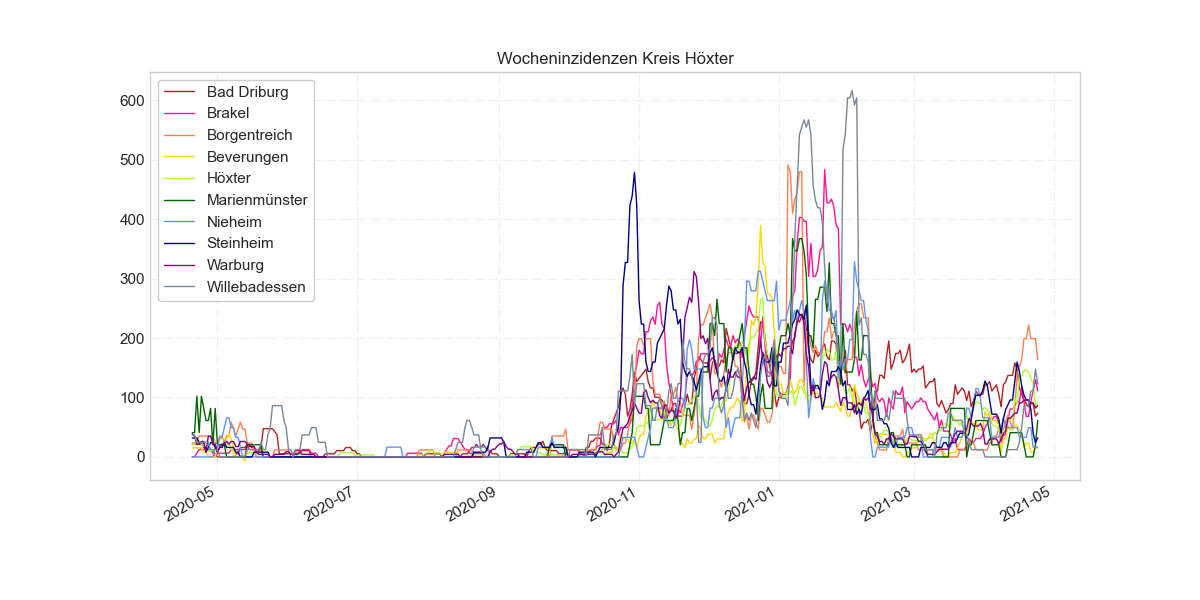 Wocheninzidenzen Kreis Höxter
600
500
400
300
200
100
0
Bad Driburg
Brakel
Borgentreich
Beverungen
Höxter
Marienmünster
Nieheim
Steinheim
Warburg
Willebadessen
2020-05
2020-07
2020-09
2020-11
2021-01
2021-03
2021-05